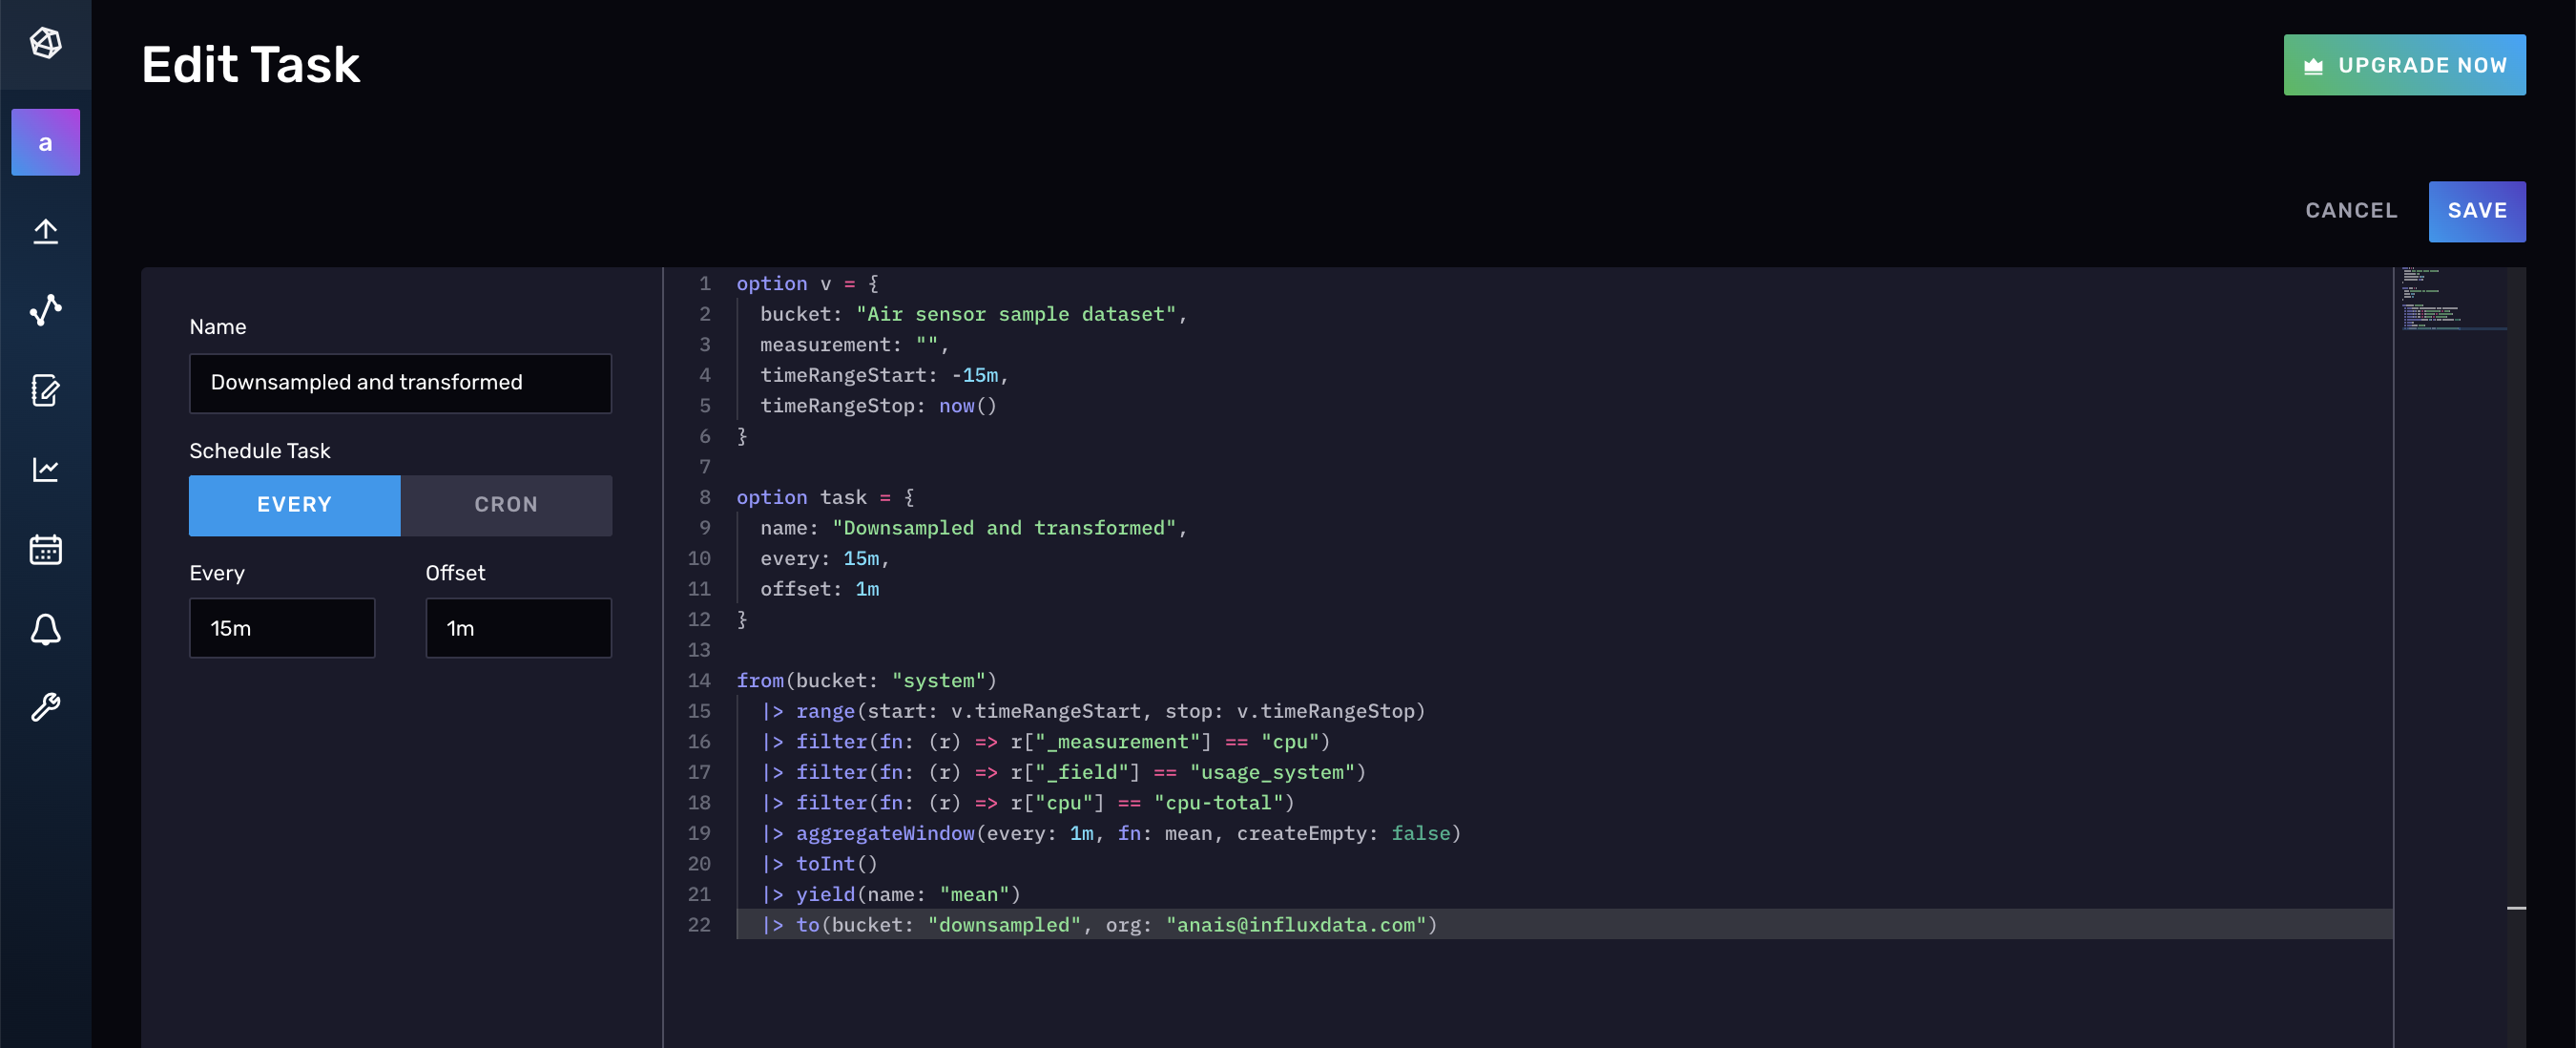 Edit Task
UPGRADE NOW
a
CANCEL
SAVE
Name
Downsampled and transformed
Schedule Task
EVERY
CRON
Every
Offset
15m
1m
1 option v = {
2 bucket: "Air sensor sample dataset",
3 measurement: "",
4 timeRangeStart: -15m,
5 timeRangeStop: now()
6 }
7
8 option task = {
9 name: "Downsampled and transformed",
10 every: 15m,
11 offset: 1m
12 }
13
14 from(bucket: "system")
15 |> range(start: v.timeRangeStart, stop: v.timeRangeStop)
16 |> filter(fn: (r) => r["_measurement"] == "cpu")
17 |> filter(fn: (r) => r["_field"] == "usage_system")
18 |> filter(fn: (r) => r["cpu"] == "cpu-total")
19 |> aggregateWindow(every: 1m, fn: mean, createEmpty: false)
20 |> toInt()
21 |> yield(name: "mean")
22 |> to(bucket: "downsampled", org: "anais@influxdata.com")